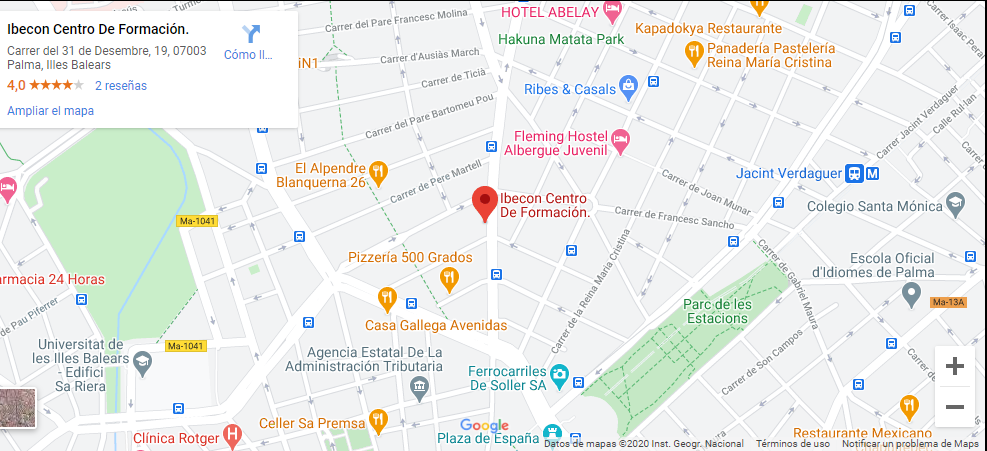 Ibecon Centro De Formación.
Carrer del 31 de Desembre, 19, 07003
Palma, Illes Balears
Cómo ll...
4,0
2 reseñas
Ampliar el mapa
HOTEL ABELAY
Hakuna Matata Park
Carrer del Pare Francesc Molina
Kapadokya Restaurante
Panadería Pastelería
Reina María Cristina
Carrer Isaac Peral
Carrer d'Ausiàs March
iN1
Carrer de Ticià
Ribes & Casals
Carrer Jacint Verdaguer
Calle Rul·lan
Carrer del Pare Bartomeu Pou
Fleming Hostel
Albergue Juvenil
El Alpendre
Blanquerna 26
Carrer de Pere Martell
Jacint Verdaguer
M
Carrer de Joan Munar
Ibecon Centro
De Formación.
Carrer de Francesc Sancho
Colegio Santa Mónica
Ma-1041
Carrer de la Reina Maria Cristina
Carrer de Gabriel Maura
Pizzería 500 Grados
Escola Oficial
d'Idiomes de Palma
armacia 24 Horas
de Pau Piferrer
Casa Gallega Avenidas
Parc de les
Estacions
Ma-13A
Universitat de
les Illes Balears
- Edifici
Sa Riera
Ma-1041
Agencia Estatal De La
Administración Tributaria
Carrer de Son Campos
Ferrocarriles
De Soller SA
Celler Sa Premsa
Clínica Rotger
Google
Plaza de España
Restaurante Mexicano
Datos de mapas ©2020 Inst. Geogr. Nacional
Términos de uso
Notificar un problema de Maps